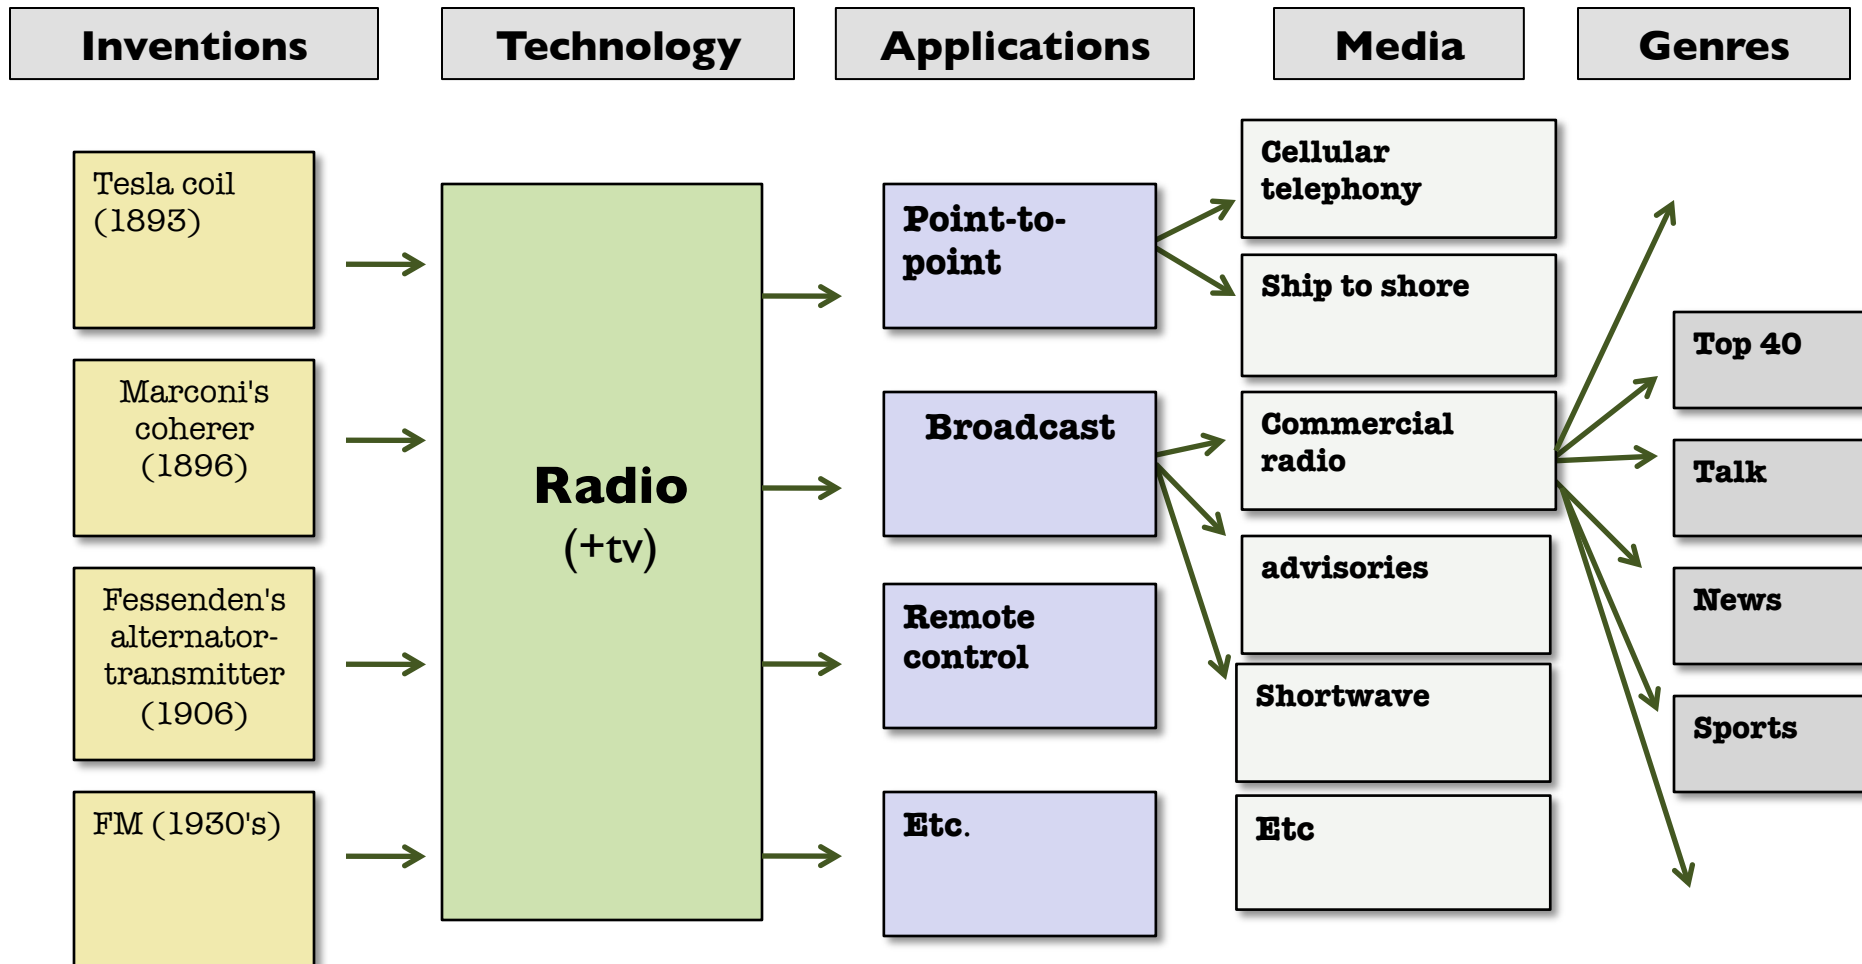 Inventions
Technology
Applications
Media
Genres
Tesla coil
(1893)
Marconi's
coherer
(1896)
Fessenden's
alternator-
transmitter
(1906)
FM (1930's)
Radio
(+tv)
Point-to-
point
Broadcast
Remote
control
Etc.
Cellular
telephony
Ship to shore
Commercial
radio
advisories
Shortwave
Etc
Top 40
Talk
News
Sports